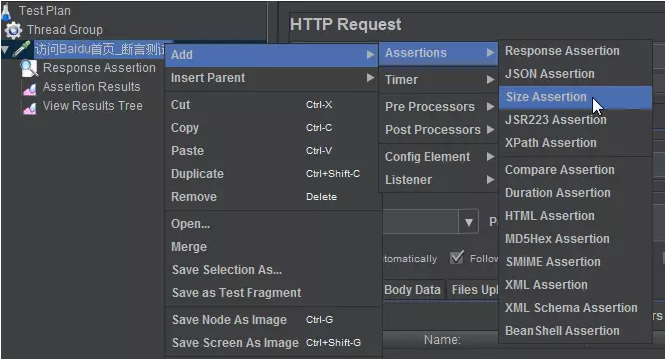 Test Plan
Thread Group
访问Baidu首页_断言测试
Response Assertion
Assertion Results
View Results Tree
HTTP Request
Add
Insert Parent
Cut Ctrl-X
Copy Ctrl-C
Paste Ctrl-V
Duplicate Ctrl+Shift-C
Remove Delete
Open...
Merge
Save Selection As...
Save as Test Fragment
Save Node As Image Ctrl-G
Save Screen As Image Ctrl+Shift-G
Assertions
Timer
Pre Processors
Post Processors
Config Element
Listener
Response Assertion
JSON Assertion
Size Assertion
JSR223 Assertion
XPath Assertion
Compare Assertion
Duration Assertion
HTML Assertion
MD5Hex Assertion
SMIME Assertion
XML Assertion
XML Schema Assertion
BeanShell Assertion
Body Data
Name: